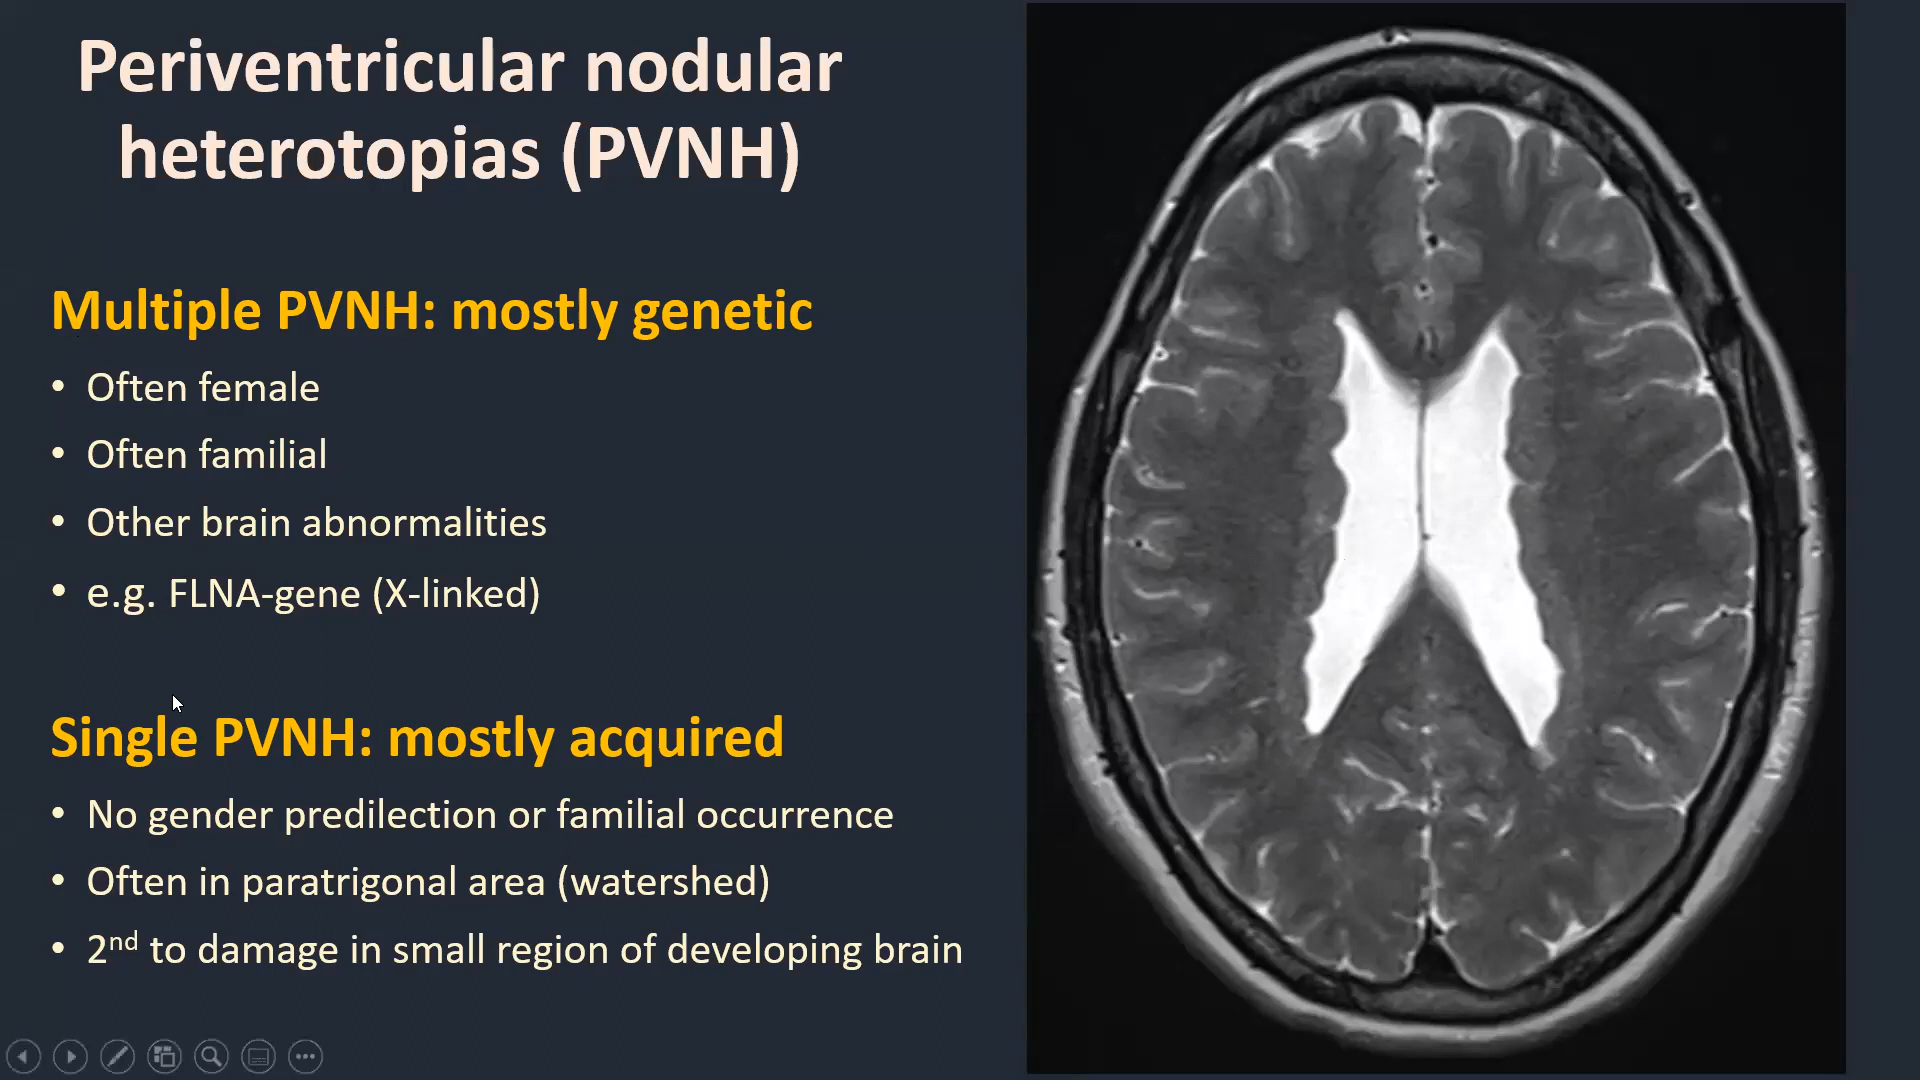 Periventricular nodular
heterotopias (PVNH)
Multiple PVNH: mostly genetic
• Often female
• Often familial
• Other brain abnormalities
• e.g. FLNA-gene (X-linked)
Single PVNH: mostly acquired
• No gender predilection or familial occurrence
• Often in paratrigonal area (watershed)
• 2nd to damage in small region of developing brain